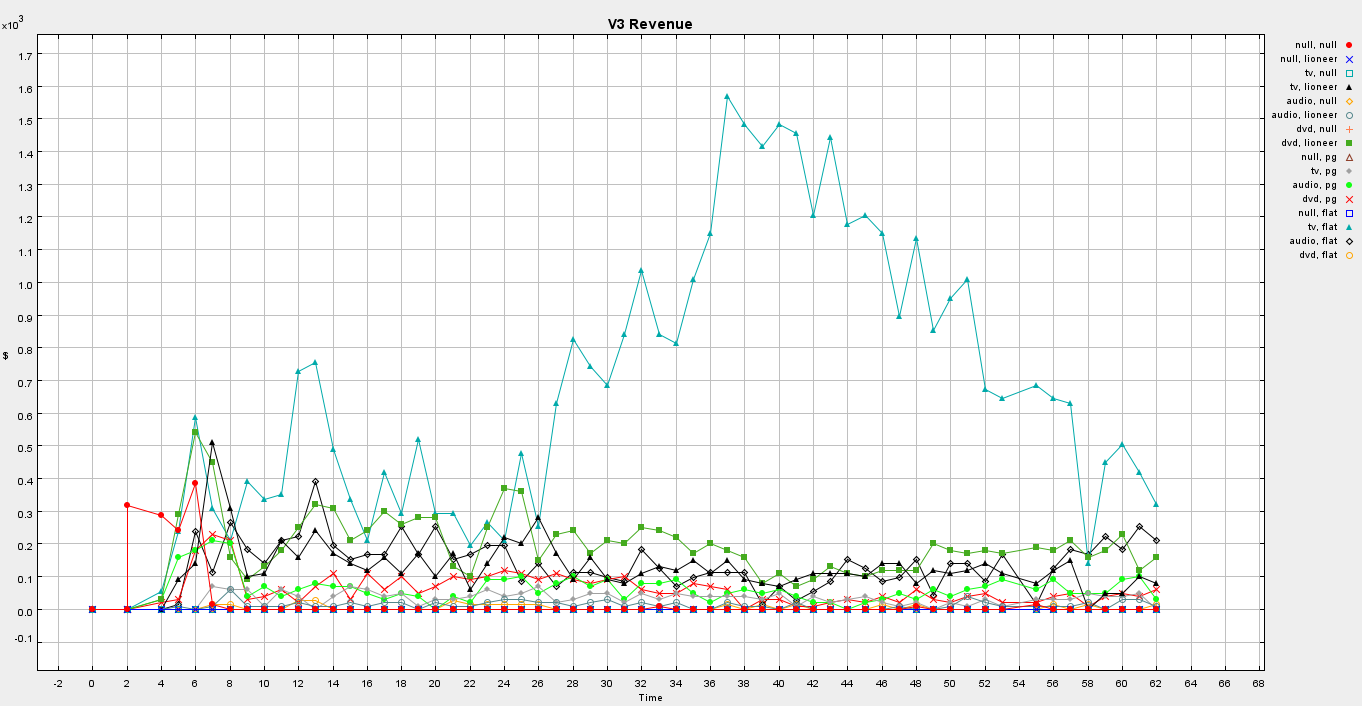 V3 Revenue
x10^3
1.7
1.6
1.5
1.4
1.3
1.2
1.1
1.0
0.9
0.8
$
0.7
0.6
0.5
0.4
0.3
0.2
0.1
0.0
-0.1
-2 0 2 4 6 8 10 12 14 16 18 20 22 24 26 28 30 32 34 36 38 40 42 44 46 48 50 52 54 56 58 60 62 64 66 68
Time
null, null
null, lioneer
tv, null
tv, lioneer
audio, null
audio, lioneer
dvd, null
dvd, lioneer
null, pg
tv, pg
audio, pg
dvd, pg
null, flat
tv, flat
audio, flat
dvd, flat